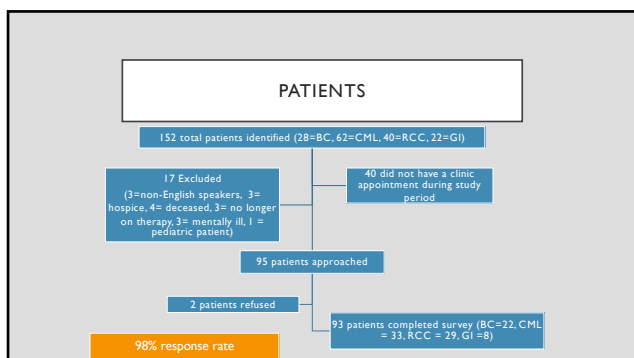 PATIENTS
152 total patients identified (28=BC, 62=CML, 40=RCC, 22=GI)
17 Excluded
(3=non-English speakers, 3=
hospice, 4= deceased, 3= no longer
on therapy, 3= mentally ill, 1 =
pediatric patient)
40 did not have a clinic
appointment during study
period
95 patients approached
2 patients refused
93 patients completed survey (BC=22, CML
= 33, RCC = 29, GI =8)
98% response rate